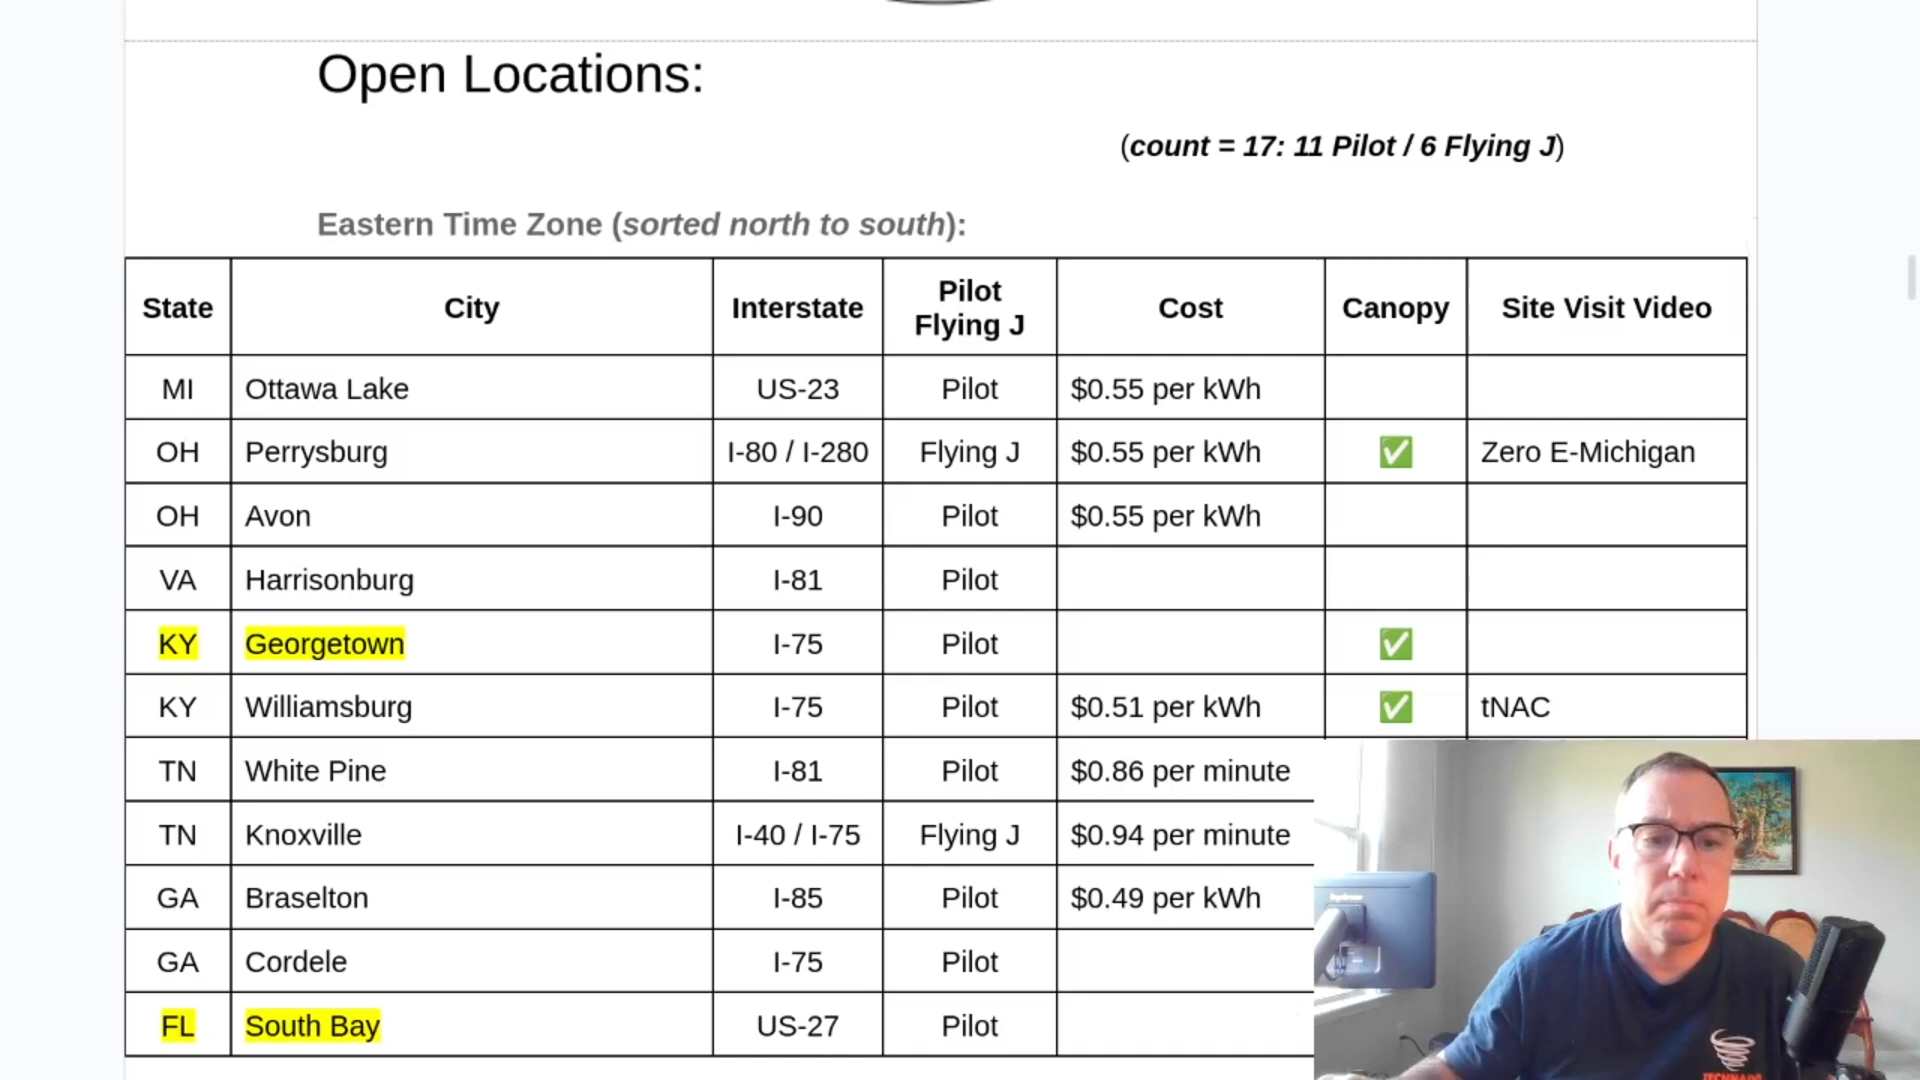 Open Locations:
(count = 17: 11 Pilot / 6 Flying J)
Eastern Time Zone (sorted north to south):
State City Interstate Pilot Flying J Cost Canopy Site Visit Video
MI Ottawa Lake US-23 Pilot $0.55 per kWh
OH Perrysburg I-80 / I-280 Flying J $0.55 per kWh ✅ Zero E-Michigan
OH Avon I-90 Pilot $0.55 per kWh
VA Harrisonburg I-81 Pilot
KY Georgetown I-75 Pilot ✅
KY Williamsburg I-75 Pilot $0.51 per kWh ✅ tNAC
TN White Pine I-81 Pilot $0.86 per minute
TN Knoxville I-40 / I-75 Flying J $0.94 per minute
GA Braselton I-85 Pilot $0.49 per kWh
GA Cordele I-75 Pilot
FL South Bay US-27 Pilot